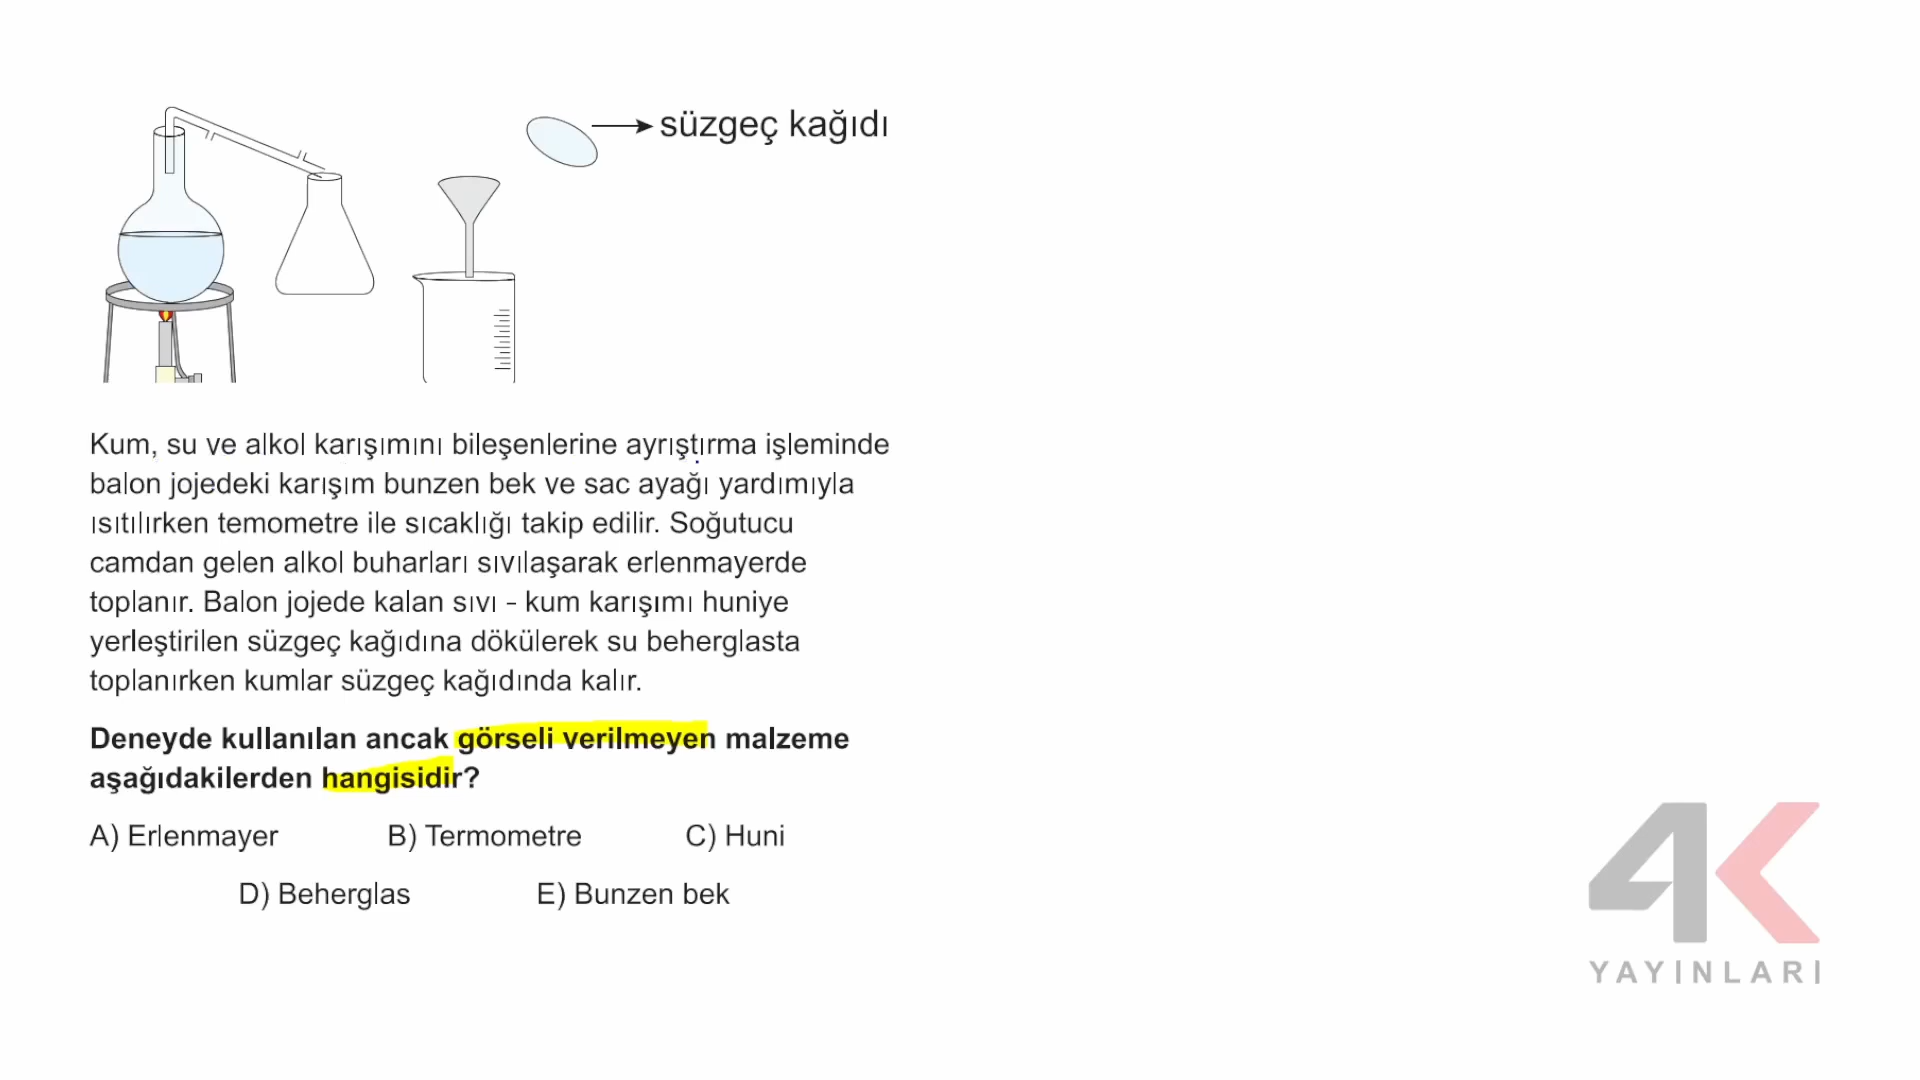 süzgeç kağıdı
Kum, su ve alkol karışımını bileşenlerine ayrıştırma işleminde
balon jojedeki karışım bunzen bek ve sac ayağı yardımıyla
ısıtılırken temometre ile sıcaklığı takip edilir. Soğutucu
camdan gelen alkol buharları sıvılaşarak erlenmayerde
toplanır. Balon jojede kalan sıvı - kum karışımı huniye
yerleştirilen süzgeç kağıdına dökülerek su beherglasta
toplanırken kumlar süzgeç kağıdında kalır.
Deneyde kullanılan ancak görseli verilmeyen malzeme
aşağıdakilerden hangisidir?
A) Erlenmayer B) Termometre C) Huni
D) Beherglas E) Bunzen bek
4K
YAYINLARI